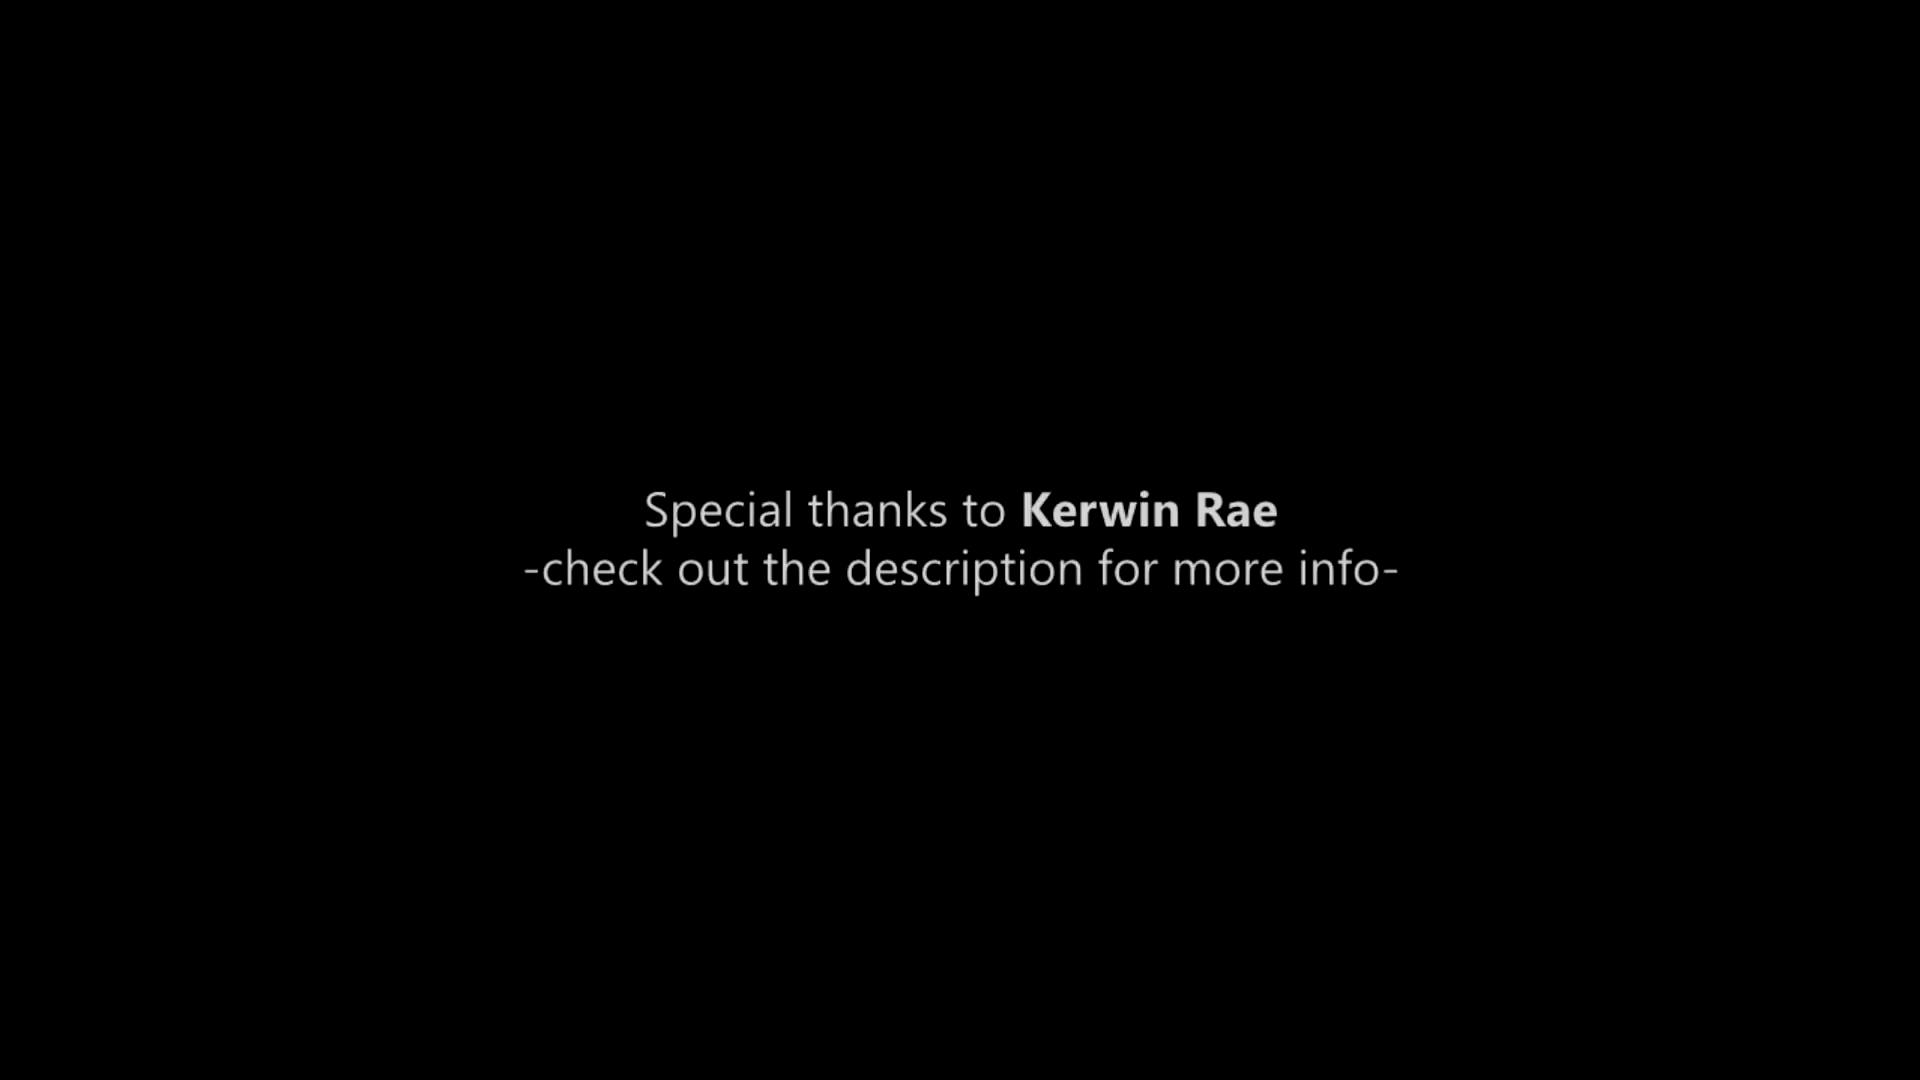 Special thanks to Kerwin Rae
-check out the description for more info-